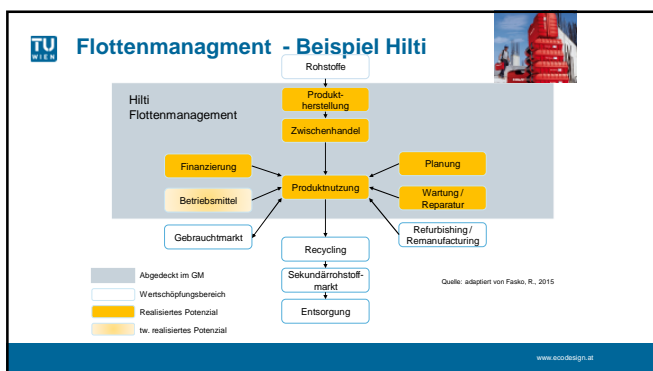 TU
WIEN
Flottenmanagment - Beispiel Hilti
Rohstoffe
Hilti
Flottenmanagement
Produkt-
herstellung
Zwischenhandel
Finanzierung
Planung
Produktnutzung
Betriebsmittel
Wartung /
Reparatur
Gebrauchtmarkt
Refurbishing /
Remanufacturing
Recycling
Sekundärrohstoff-
markt
Entsorgung
Abgedeckt im GM
Wertschöpfungsbereich
Realisiertes Potenzial
tw. realisiertes Potenzial
Quelle: adaptiert von Fasko, R., 2015
www.ecodesign.at